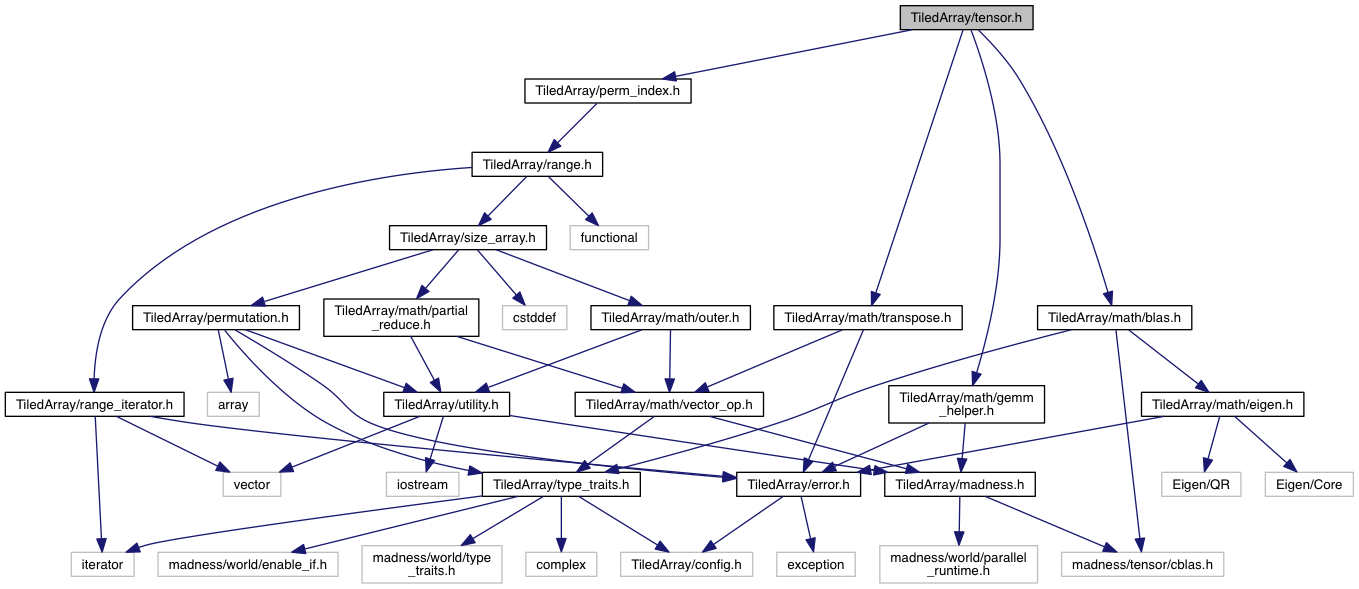 TiledArray/tensor.h
TiledArray/perm_index.h
TiledArray/range.h
TiledArray/size_array.h
functional
TiledArray/permutation.h
TiledArray/math/partial
_reduce.h
cstddef
TiledArray/math/outer.h
TiledArray/math/transpose.h
TiledArray/math/blas.h
TiledArray/range_iterator.h
array
TiledArray/utility.h
TiledArray/math/vector_op.h
TiledArray/math/gemm
_helper.h
TiledArray/math/eigen.h
vector
iostream
TiledArray/type_traits.h
TiledArray/error.h
TiledArray/madness.h
Eigen/QR
Eigen/Core
iterator
madness/world/enable_if.h
madness/world/type
_traits.h
complex
TiledArray/config.h
exception
madness/world/parallel
_runtime.h
madness/tensor/cblas.h